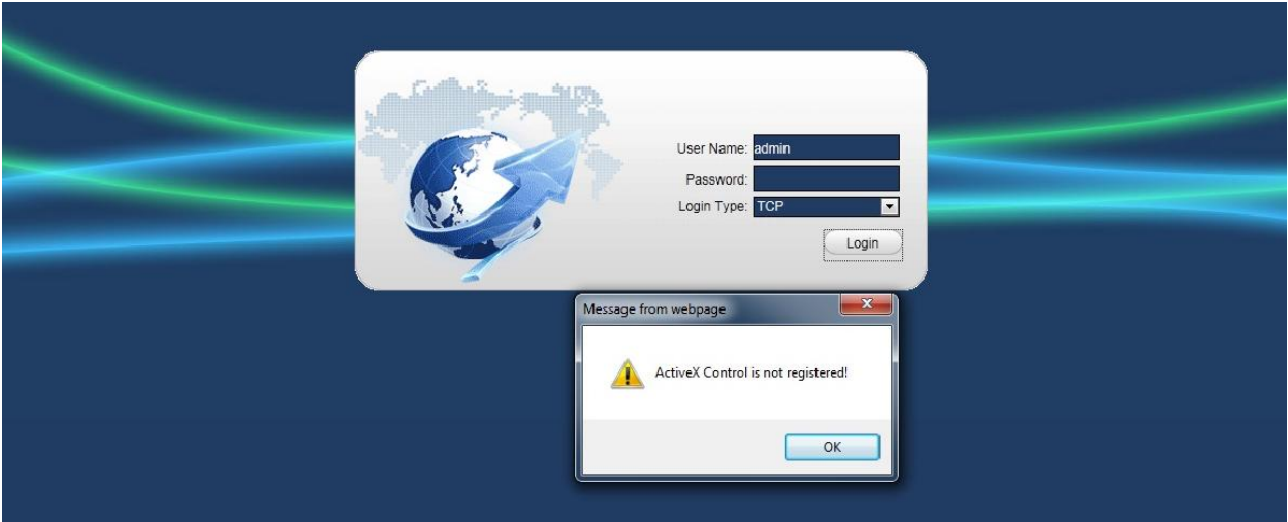 User Name: admin
Password:
Login Type: TCP
Login
Message from webpage
ActiveX Control is not registered!
OK